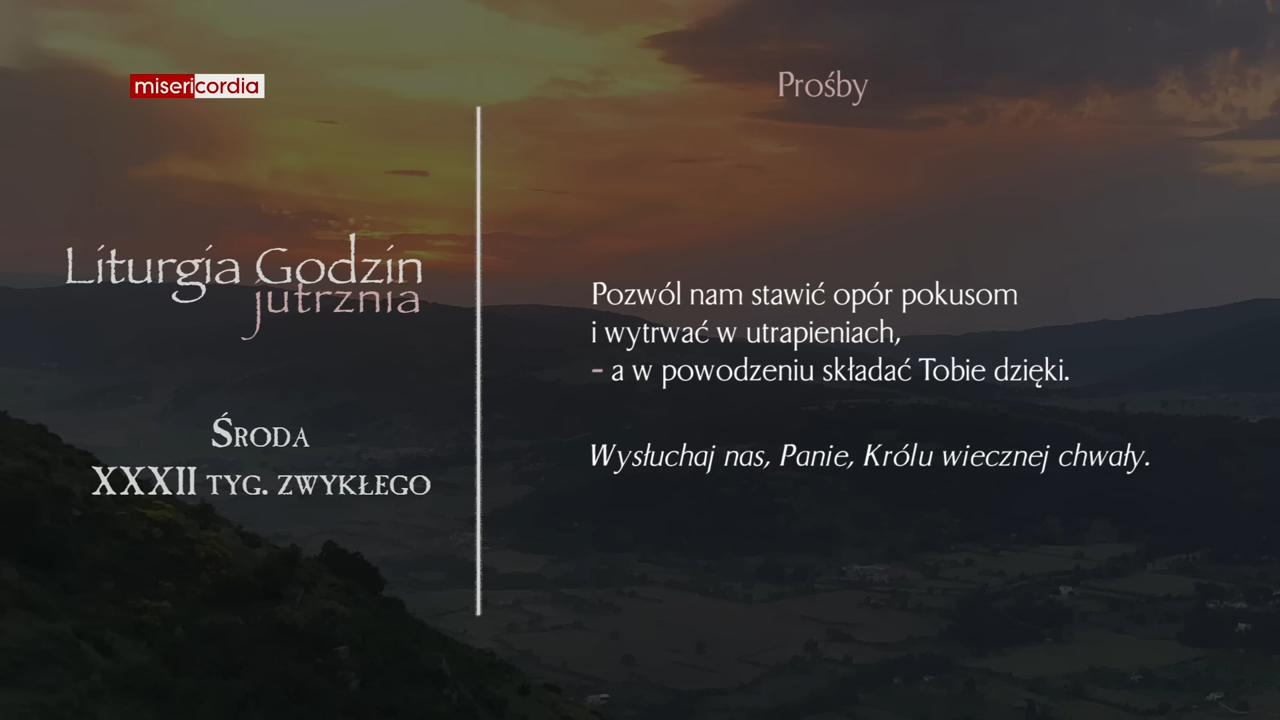 misericordia
Prośby
Liturgia Godzin
jutrznia
Środa
XXXII tyg. zwykłego
Pozwól nam stawić opór pokusom
i wytrwać w utrapieniach,
- a w powodzeniu składać Tobie dzięki.
Wysłuchaj nas, Panie, Królu wiecznej chwały.